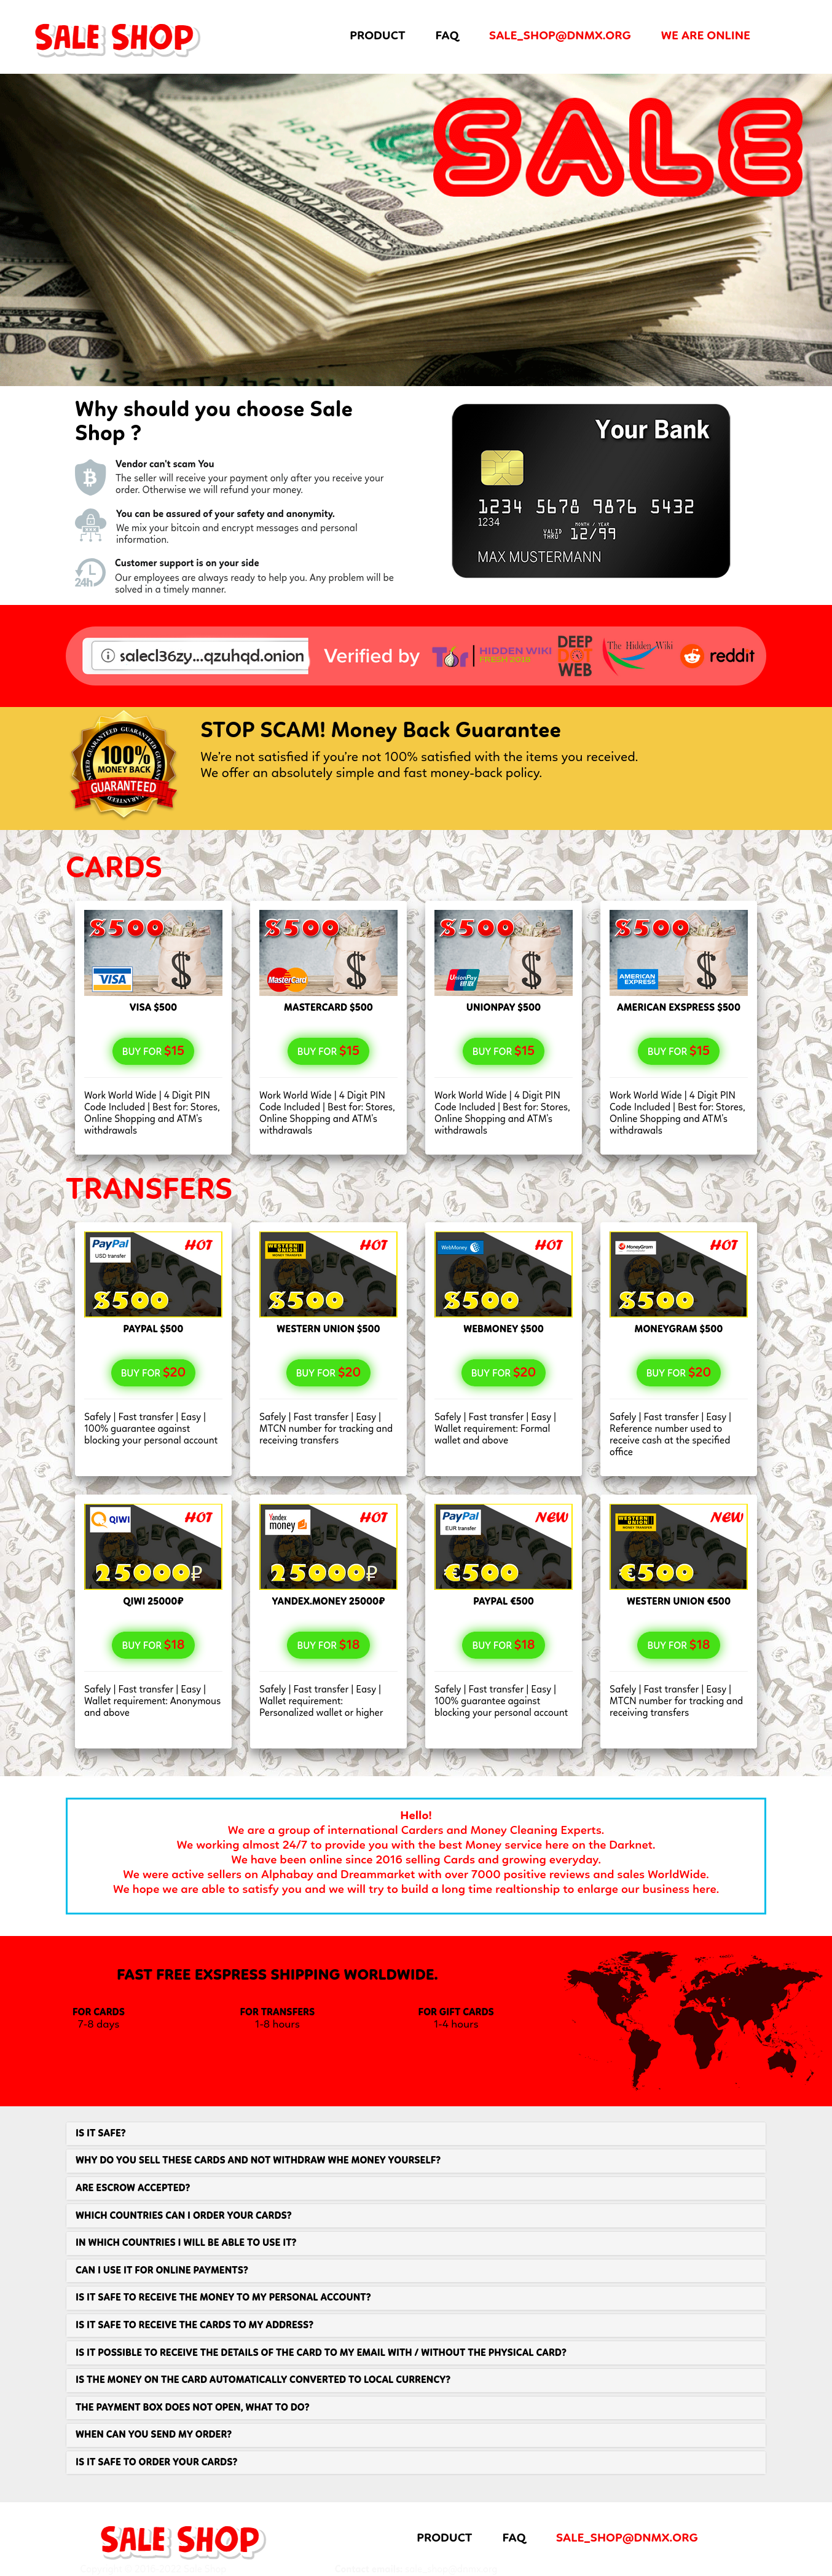 SALE SHOP
PRODUCT
FAQ
SALE_SHOP@DNMX.ORG
WE ARE ONLINE
SALE
HB35048585L
100
Why should you choose Sale
Shop ?
Vendor can't scam You
The seller will receive your payment only after you receive your
order. Otherwise we will refund your money.
You can be assured of your safety and anonymity.
We mix your bitcoin and encrypt messages and personal
information.
24h
Customer support is on your side
Our employees are always ready to help you. Any problem will be
solved in a timely manner.
Your Bank
1234 5678 9876 5432
1234
MONTH / YEAR
VALID
THRU
12/99
MAX MUSTERMANN
salecl36zy...qzuhqd.onion
Verified by
Tor
HIDDEN WIKI
FRESH 2016
DEEP
DOT
WEB
The Hidden Wiki
reddit
100%
MONEY BACK
GUARANTEED
STOP SCAM! Money Back Guarantee
We're not satisfied if you're not 100% satisfied with the items you received.
We offer an absolutely simple and fast money-back policy.
CARDS
$500
VISA
VISA $500
BUY FOR $15
Work World Wide | 4 Digit PIN
Code Included | Best for: Stores,
Online Shopping and ATM's
withdrawals
$500
MasterCard
MASTERCARD $500
BUY FOR $15
Work World Wide | 4 Digit PIN
Code Included | Best for: Stores,
Online Shopping and ATM's
withdrawals
$500
UnionPay
银联
UNIONPAY $500
BUY FOR $15
Work World Wide | 4 Digit PIN
Code Included | Best for: Stores,
Online Shopping and ATM's
withdrawals
$500
AMERICAN
EXPRESS
AMERICAN EXSPRESS $500
BUY FOR $15
Work World Wide | 4 Digit PIN
Code Included | Best for: Stores,
Online Shopping and ATM's
withdrawals
TRANSFERS
PayPal
USD transfer
HOT
$500
PAYPAL $500
BUY FOR $20
Safely | Fast transfer | Easy |
100% guarantee against
blocking your personal account
WESTERN
UNION
MONEY TRANSFER
HOT
$500
WESTERN UNION $500
BUY FOR $20
Safely | Fast transfer | Easy |
MTCN number for tracking and
receiving transfers
WebMoney
HOT
$500
WEBMONEY $500
BUY FOR $20
Safely | Fast transfer | Easy |
Wallet requirement: Formal
wallet and above
MoneyGram
HOT
$500
MONEYGRAM $500
BUY FOR $20
Safely | Fast transfer | Easy |
Reference number used to
receive cash at the specified
office
QIWI
HOT
25000₽
QIWI 25000₽
BUY FOR $18
Safely | Fast transfer | Easy |
Wallet requirement: Anonymous
and above
Yandex
money
HOT
25000₽
YANDEX.MONEY 25000₽
BUY FOR $18
Safely | Fast transfer | Easy |
Wallet requirement:
Personalized wallet or higher
PayPal
EUR transfer
NEW
€500
PAYPAL €500
BUY FOR $18
Safely | Fast transfer | Easy |
100% guarantee against
blocking your personal account
WESTERN
UNION
MONEY TRANSFER
NEW
€500
WESTERN UNION €500
BUY FOR $18
Safely | Fast transfer | Easy |
MTCN number for tracking and
receiving transfers
Hello!
We are a group of international Carders and Money Cleaning Experts.
We working almost 24/7 to provide you with the best Money service here on the Darknet.
We have been online since 2016 selling Cards and growing everyday.
We were active sellers on Alphabay and Dreammarket with over 7000 positive reviews and sales WorldWide.
We hope we are able to satisfy you and we will try to build a long time realtionship to enlarge our business here.
FAST FREE EXSPRESS SHIPPING WORLDWIDE.
FOR CARDS
7-8 days
FOR TRANSFERS
1-8 hours
FOR GIFT CARDS
1-4 hours
IS IT SAFE?
WHY DO YOU SELL THESE CARDS AND NOT WITHDRAW WHE MONEY YOURSELF?
ARE ESCROW ACCEPTED?
WHICH COUNTRIES CAN I ORDER YOUR CARDS?
IN WHICH COUNTRIES I WILL BE ABLE TO USE IT?
CAN I USE IT FOR ONLINE PAYMENTS?
IS IT SAFE TO RECEIVE THE MONEY TO MY PERSONAL ACCOUNT?
IS IT SAFE TO RECEIVE THE CARDS TO MY ADDRESS?
IS IT POSSIBLE TO RECEIVE THE DETAILS OF THE CARD TO MY EMAIL WITH / WITHOUT THE PHYSICAL CARD?
IS THE MONEY ON THE CARD AUTOMATICALLY CONVERTED TO LOCAL CURRENCY?
THE PAYMENT BOX DOES NOT OPEN, WHAT TO DO?
WHEN CAN YOU SEND MY ORDER?
IS IT SAFE TO ORDER YOUR CARDS?
SALE SHOP
PRODUCT
FAQ
SALE_SHOP@DNMX.ORG